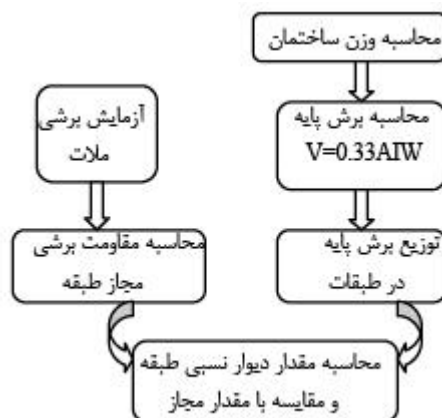 محاسبه وزن ساختمان
محاسبه برش پایه
V=0.33AIW
توزیع برش پایه
در طبقات
آزمایش برشی
ملات
محاسبه مقاومت برشی
مجاز طبقه
محاسبه مقدار دیوار نسبی طبقه
و مقایسه با مقدار مجاز